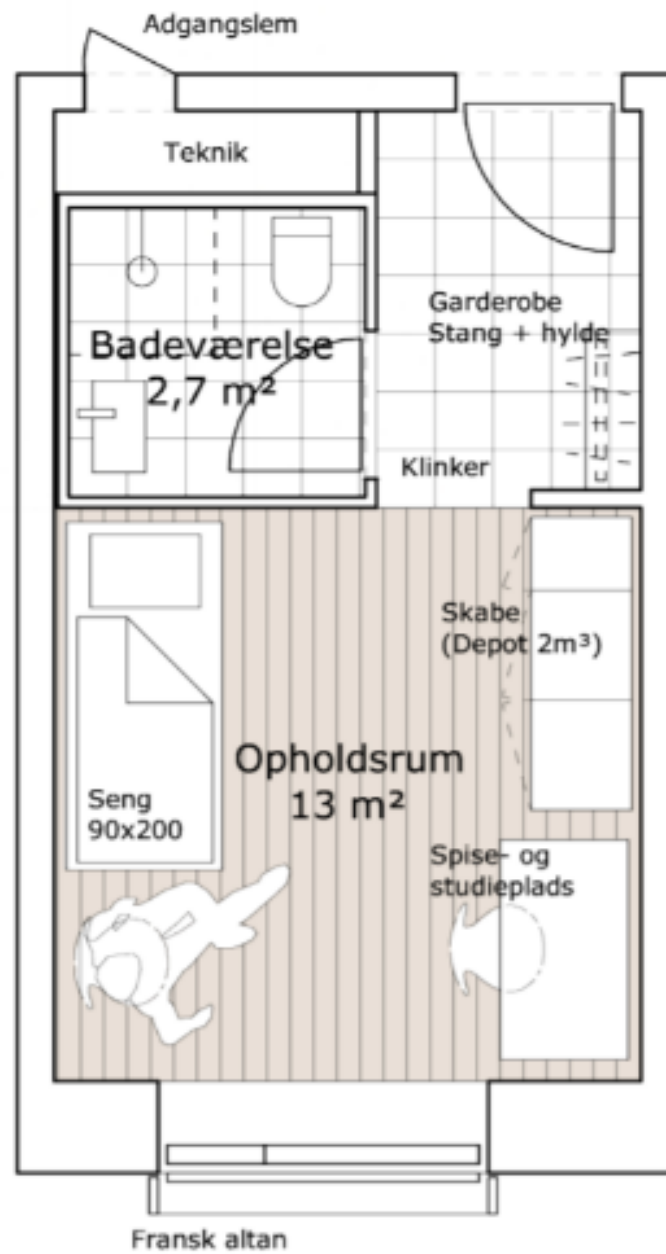 Adgangslem
Teknik
Garderobe
Stang + hylde
Badeværelse
2,7 m²
Klinker
Skabe
(Depot 2m³)
Opholdsrum
13 m²
Seng
90x200
Spise- og
studieplads
Fransk altan